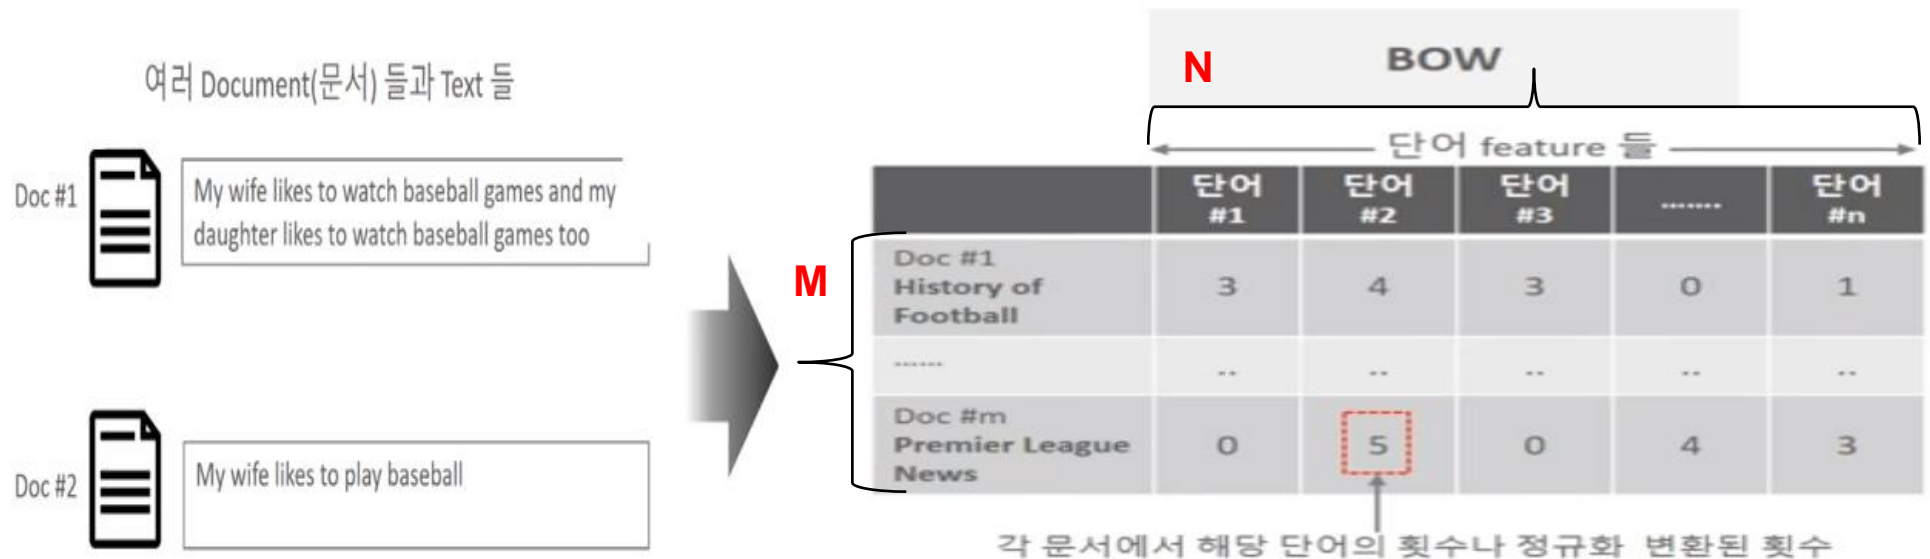 여러 Document(문서) 들과 Text 들
Doc #1
My wife likes to watch baseball games and my
daughter likes to watch baseball games too
Doc #2
My wife likes to play baseball
BOW
N
단어 feature 들
단어 #1 단어 #2 단어 #3 ....... 단어 #n
M
Doc #1
History of
Football
3 4 3 0 1
...... .. .. .. .. ..
Doc #m
Premier League
News
0 5 0 4 3
각 문서에서 해당 단어의 횟수나 정규화 변환된 횟수